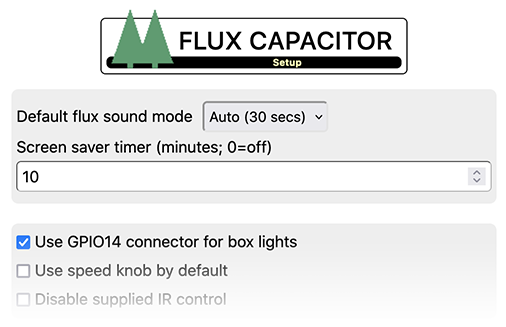 FLUX CAPACITOR
Setup
Default flux sound mode Auto (30 secs)
Screen saver timer (minutes; 0=off)
10
Use GPIO14 connector for box lights
Use speed knob by default
Disable supplied IR control